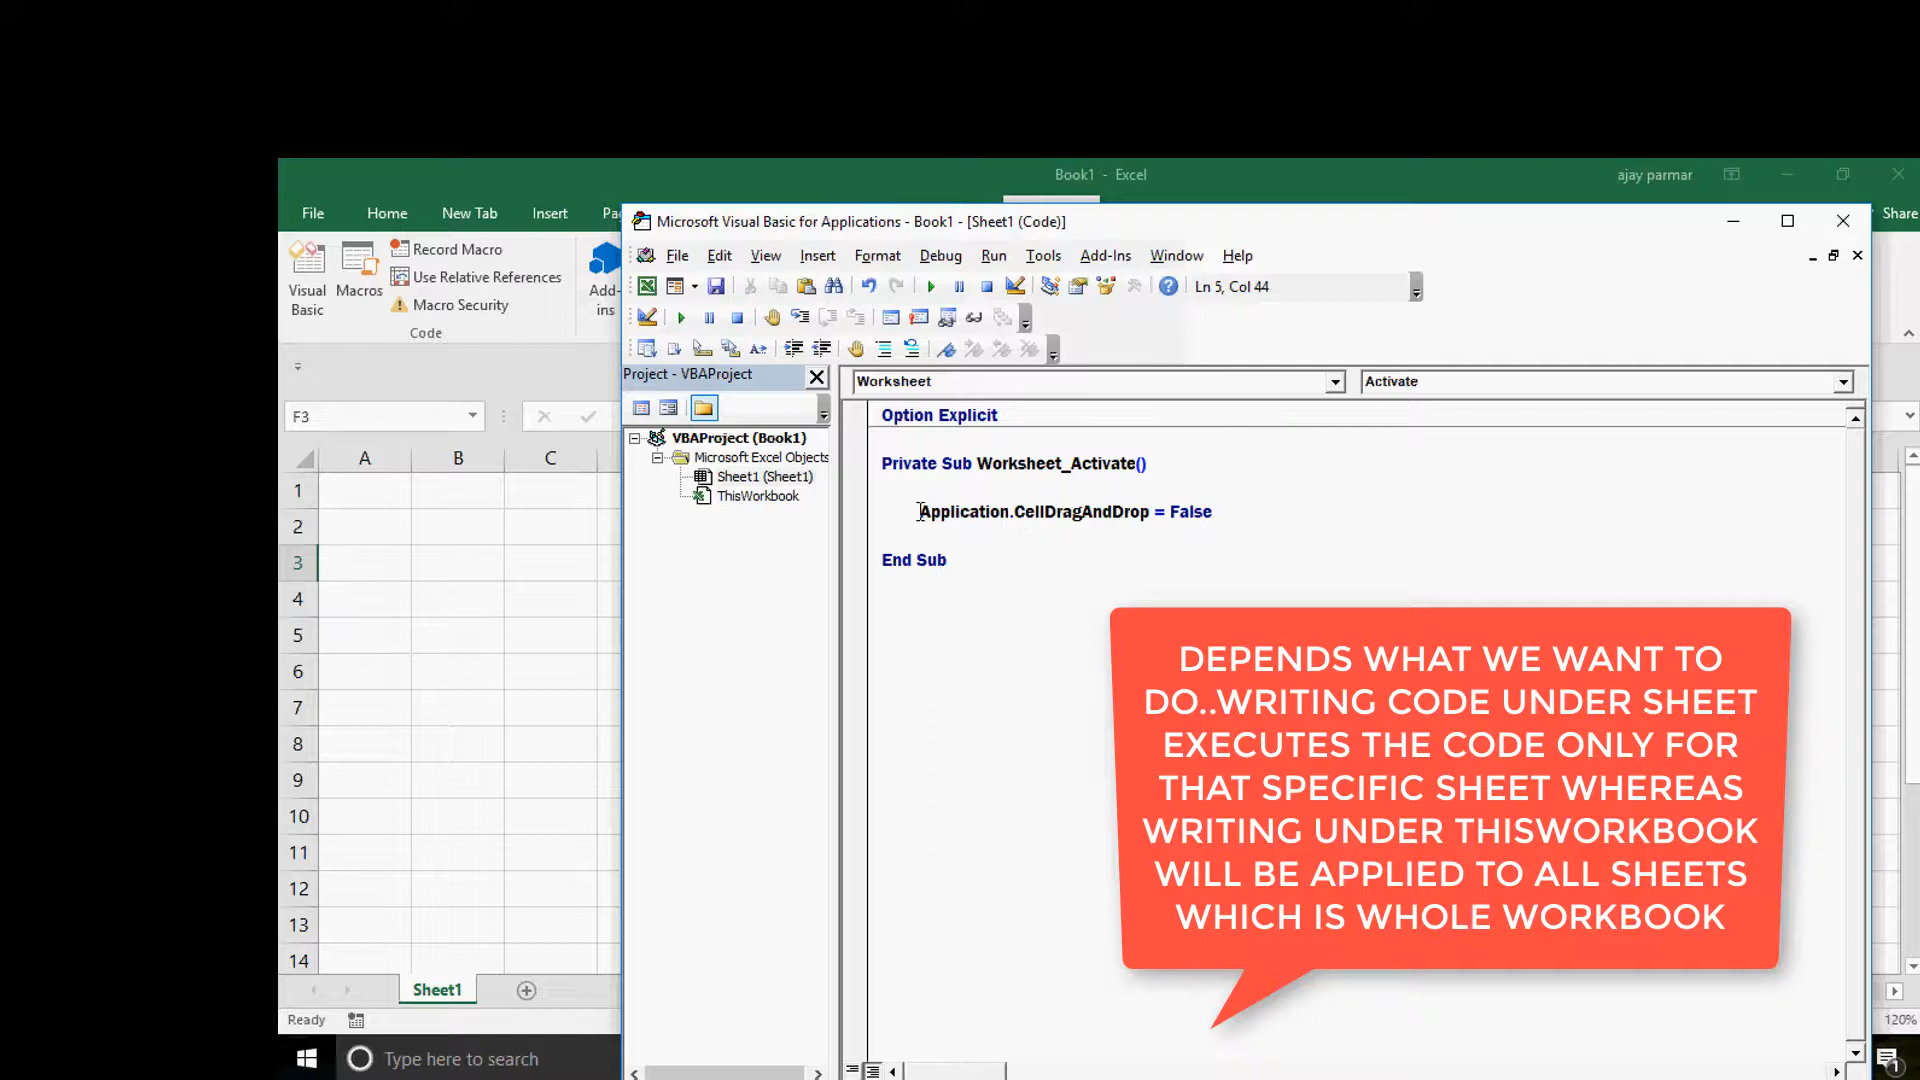 Book1 - Excel
ajay parmar
File Home New Tab Insert Share
Microsoft Visual Basic for Applications - Book1 - [Sheet1 (Code)]
Record Macro
Use Relative References
Macro Security
Visual Basic
Macros
Add-ins
Code
File Edit View Insert Format Debug Run Tools Add-Ins Window Help
Ln 5, Col 44
Project - VBAProject
Worksheet
Activate
F3
VBAProject (Book1)
Microsoft Excel Objects
Sheet1 (Sheet1)
ThisWorkbook
A B C
1
2
3
4
5
6
7
8
9
10
11
12
13
14
Option Explicit
Private Sub Worksheet_Activate()
Application.CellDragAndDrop = False
End Sub
DEPENDS WHAT WE WANT TO
DO..WRITING CODE UNDER SHEET
EXECUTES THE CODE ONLY FOR
THAT SPECIFIC SHEET WHEREAS
WRITING UNDER THISWORKBOOK
WILL BE APPLIED TO ALL SHEETS
WHICH IS WHOLE WORKBOOK
Sheet1
Ready
120%
Type here to search
1